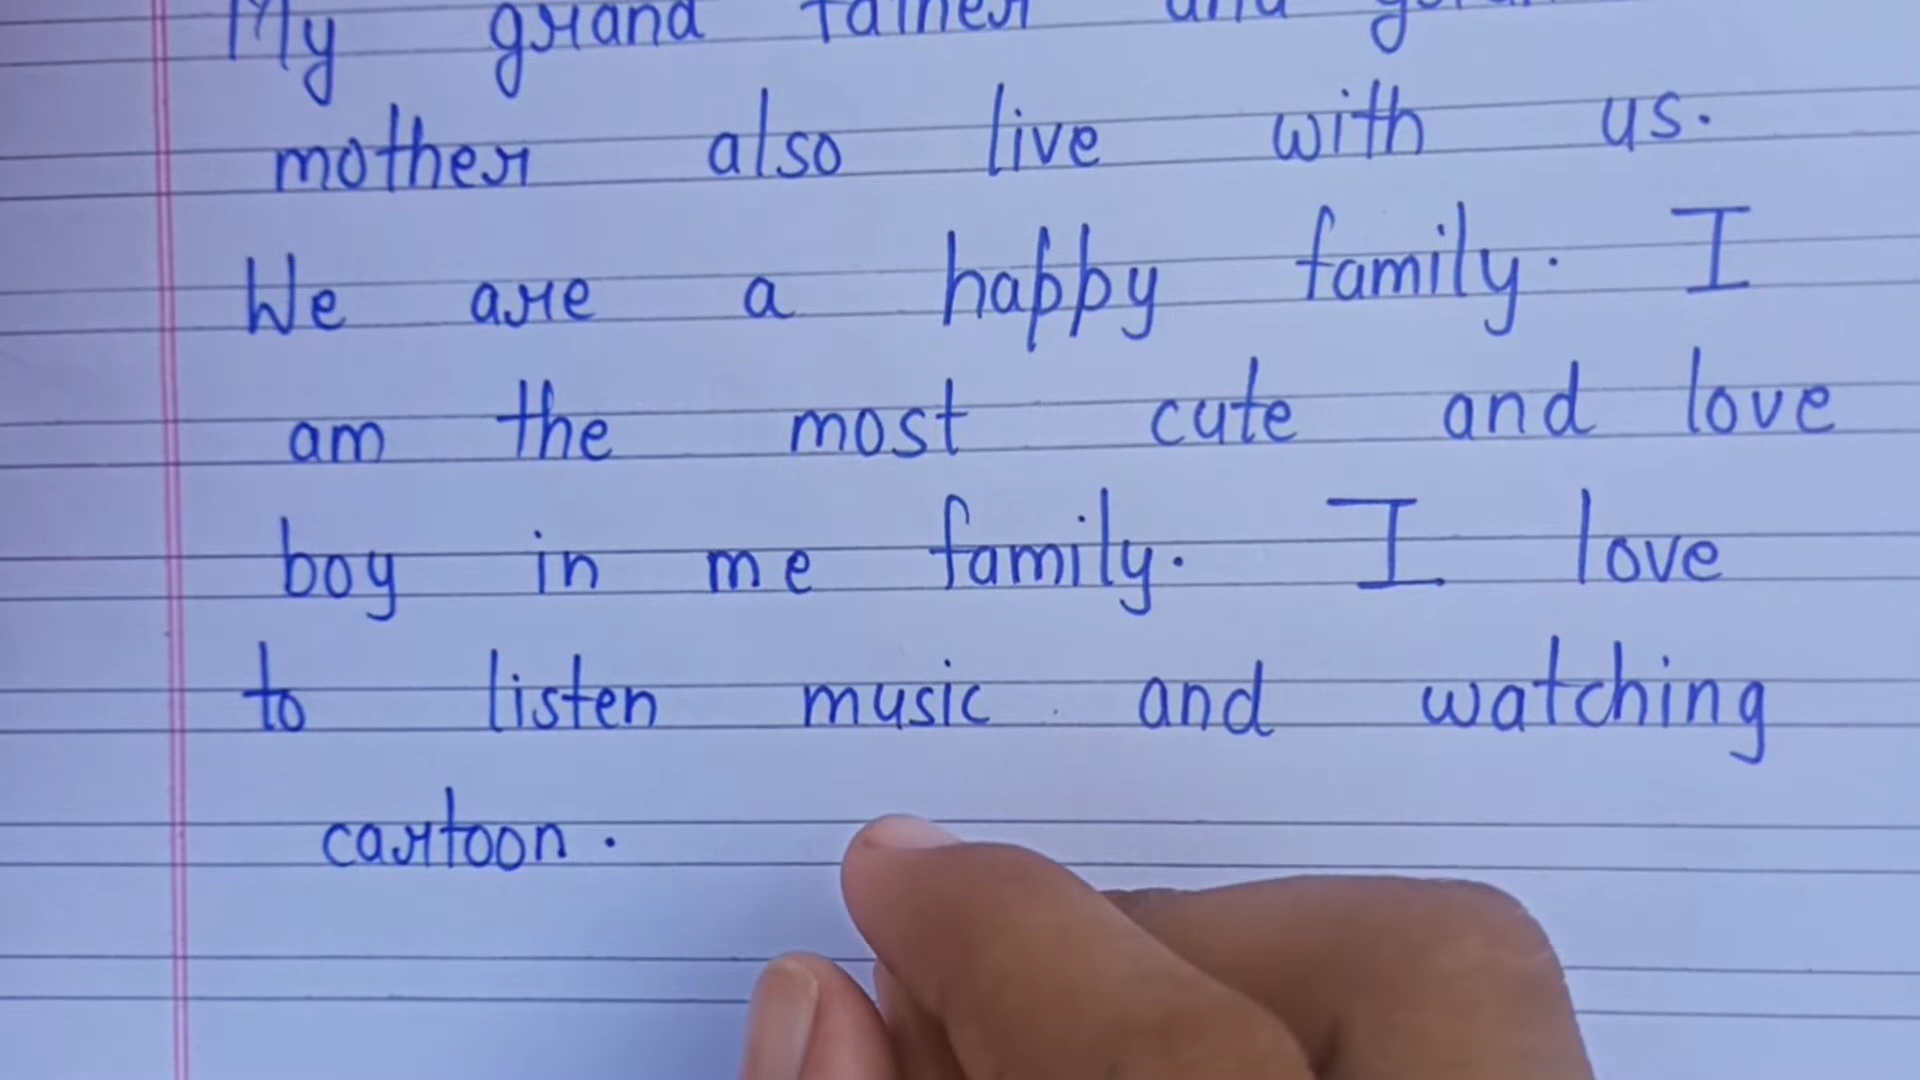 My grand father and
mother also live with us.
We are a happy family. I
am the most cute and love
boy in me family. I love
to listen music and watching
cartoon.